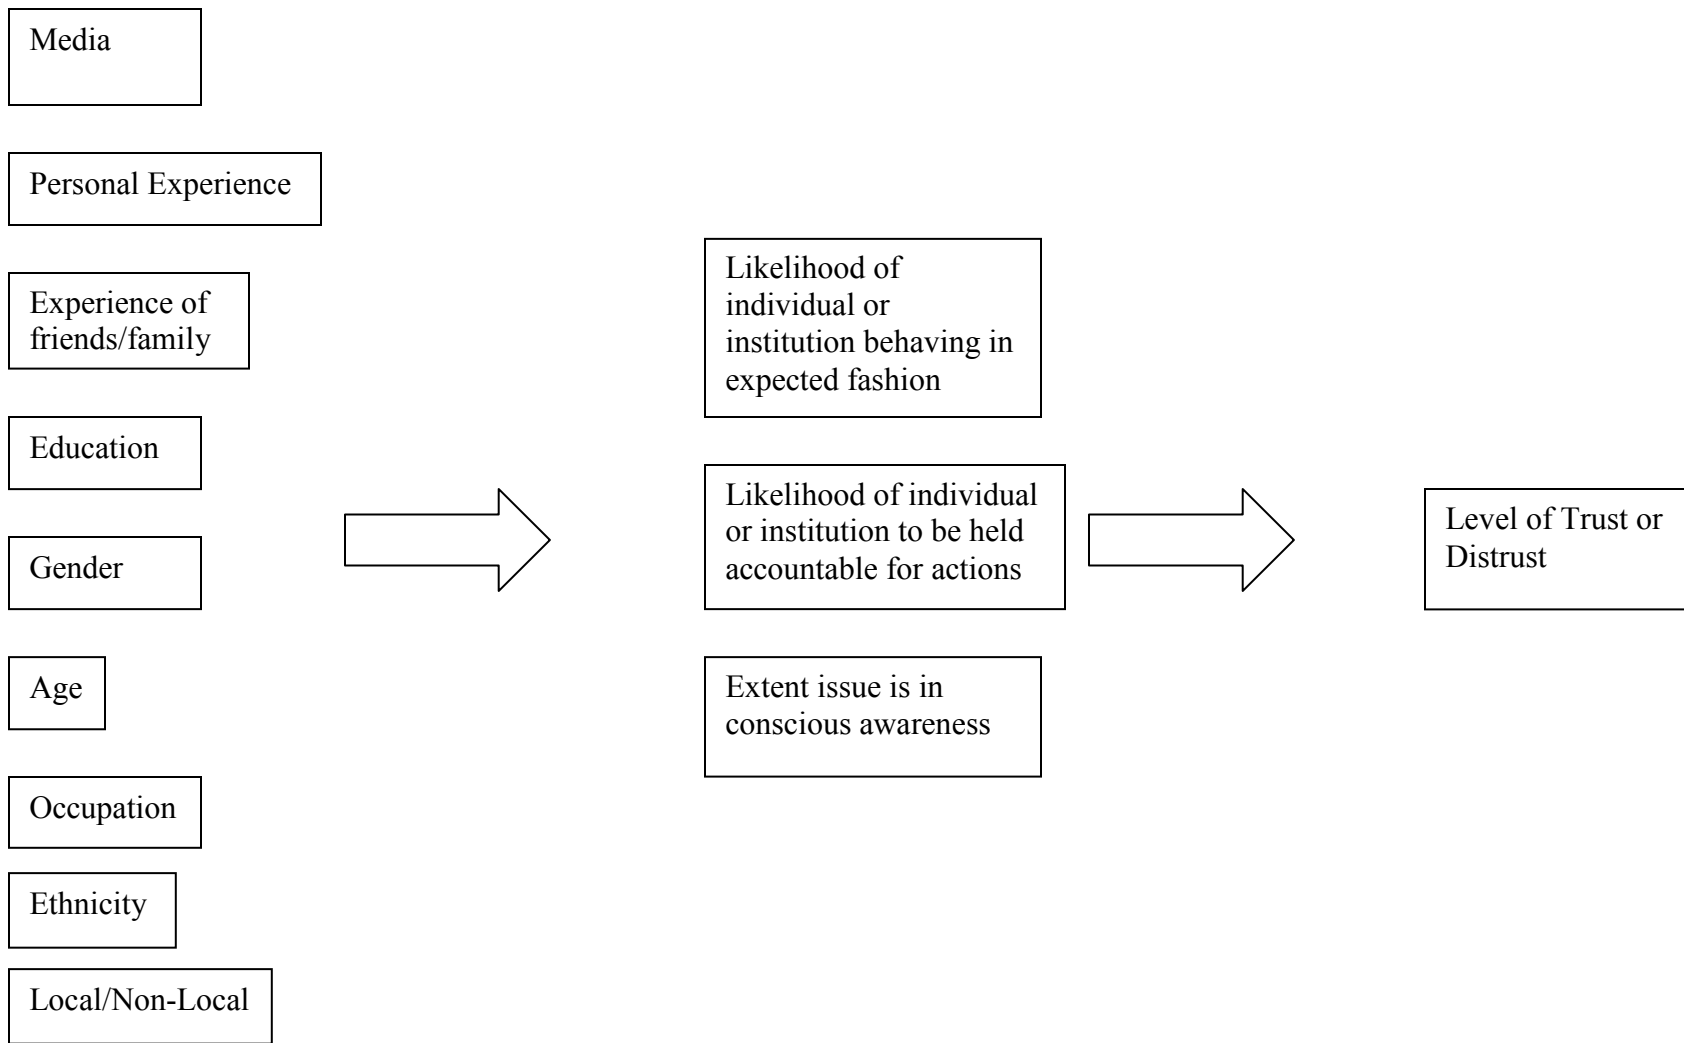 Media
Personal Experience
Experience of
friends/family
Education
Gender
Age
Occupation
Ethnicity
Local/Non-Local
Likelihood of
individual or
institution behaving in
expected fashion
Likelihood of individual
or institution to be held
accountable for actions
Extent issue is in
conscious awareness
Level of Trust or
Distrust